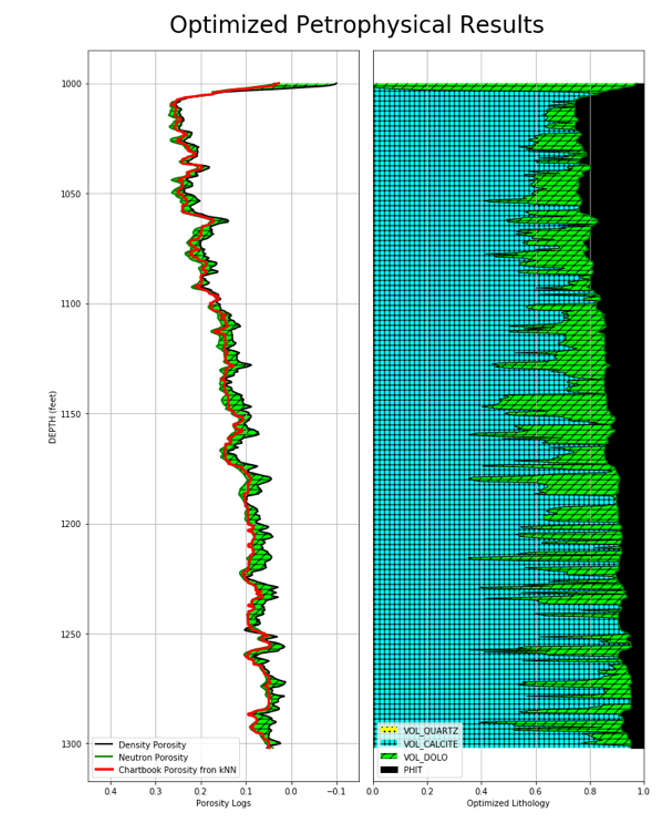 Optimized Petrophysical Results
DEPTH (feet)
1000
1050
1100
1150
1200
1250
1300
Density Porosity
Neutron Porosity
Chartbook Porosity fron kNN
0.4 0.3 0.2 0.1 0.0 −0.1
Porosity Logs
VOL_QUARTZ
VOL_CALCITE
VOL_DOLO
PHIT
0.0 0.2 0.4 0.6 0.8 1.0
Optimized Lithology